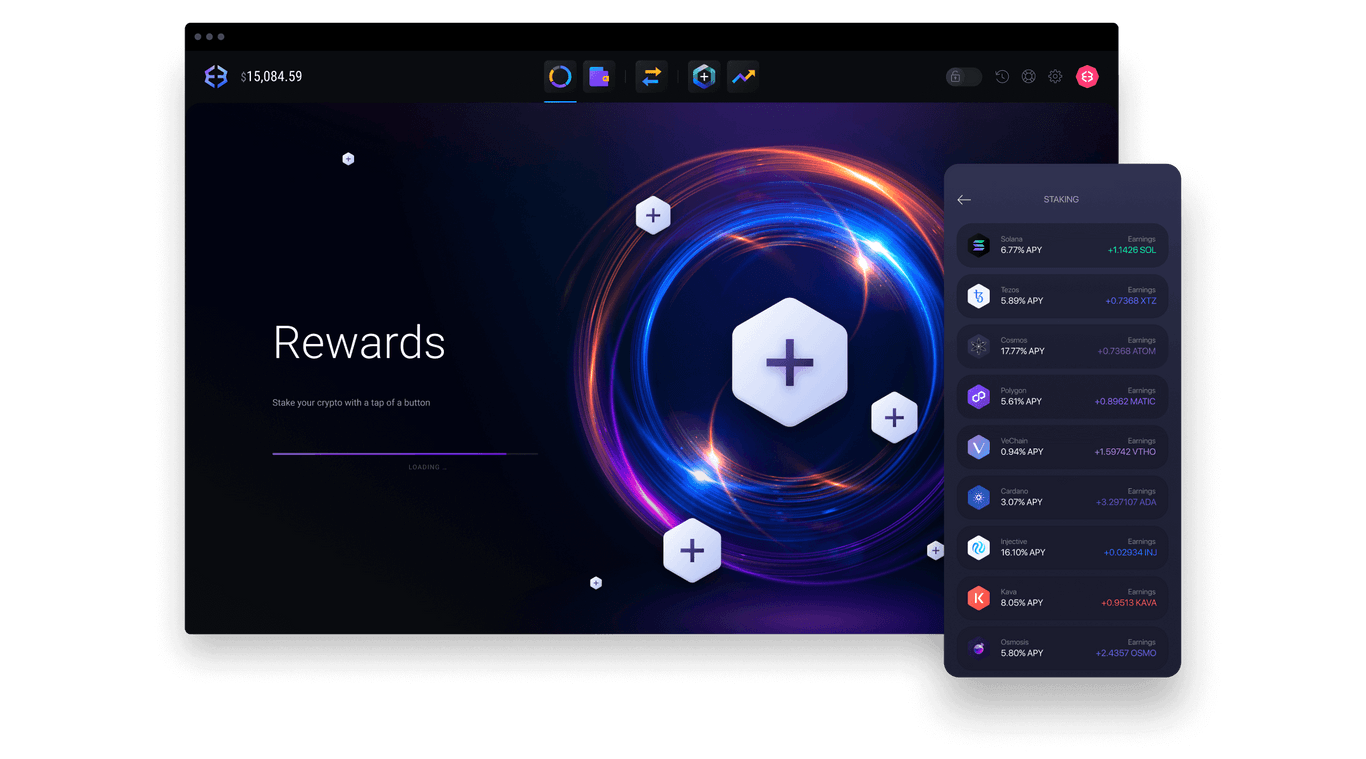 $15,084.59
Rewards
Stake your crypto with a tap of a button
LOADING ...
STAKING
Solana Earnings
6.77% APY +1.1426 SOL
Tezos Earnings
5.89% APY +0.7368 XTZ
Cosmos Earnings
17.77% APY +0.7368 ATOM
Polygon Earnings
5.61% APY +0.8962 MATIC
VeChain Earnings
0.94% APY +1.59742 VTHO
Cardano Earnings
3.07% APY +3.297107 ADA
Injective Earnings
16.10% APY +0.02934 INJ
Kava Earnings
8.05% APY +0.9513 KAVA
Osmosis Earnings
5.80% APY +2.4357 OSMO